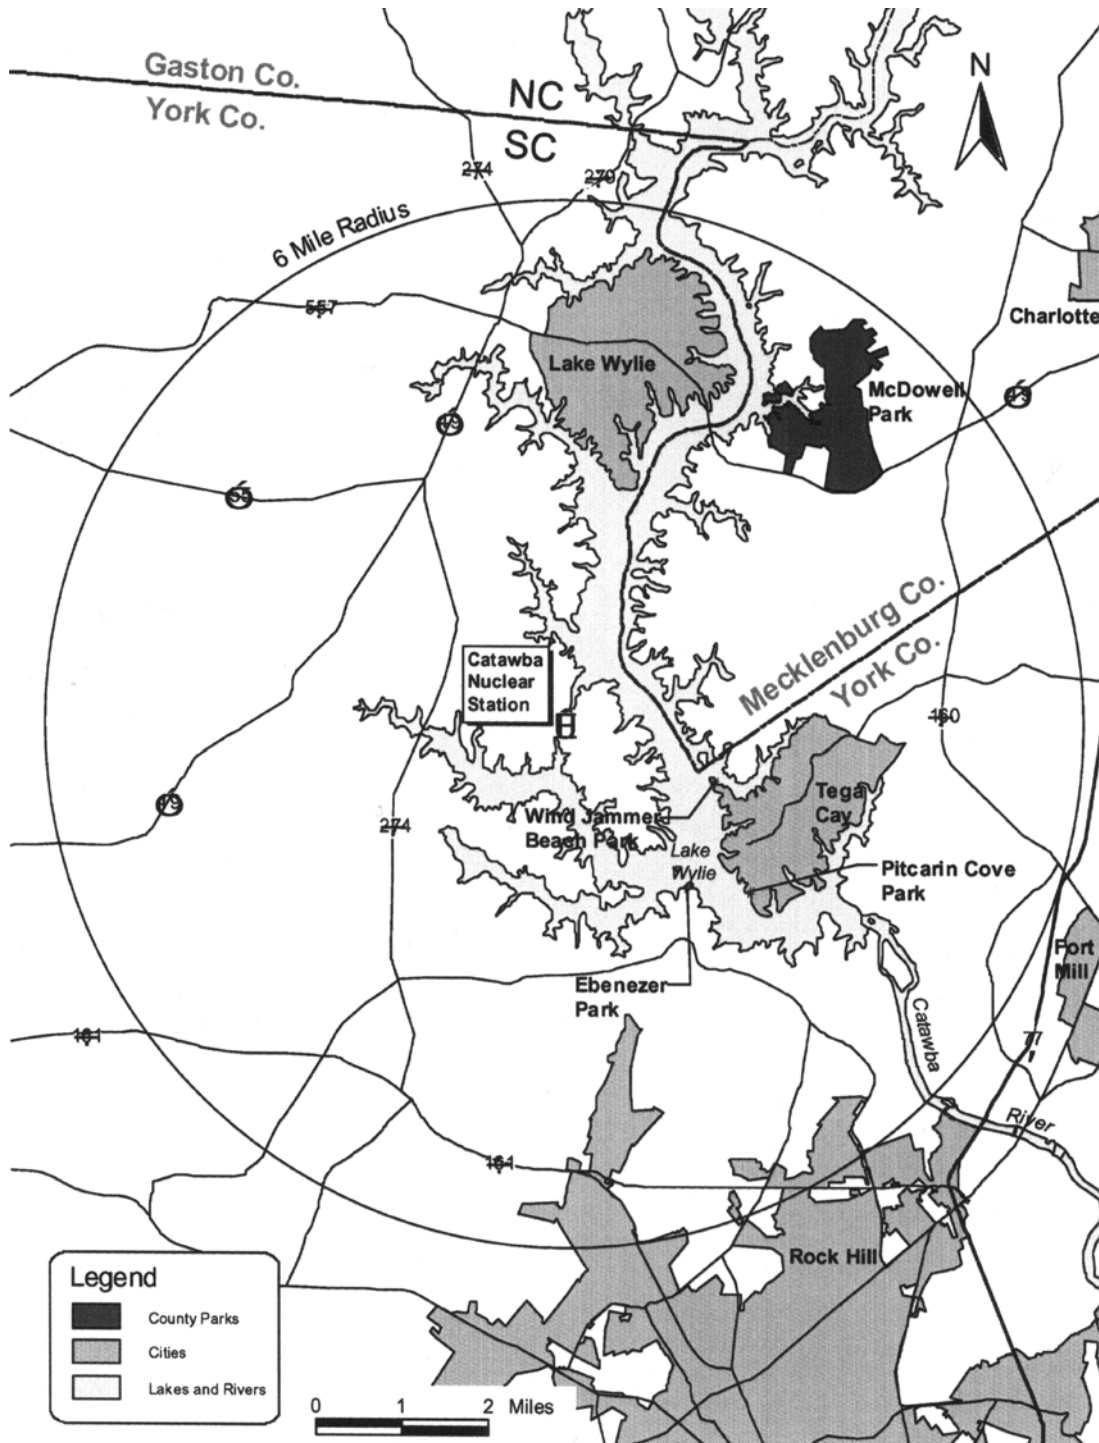 Gaston Co.
York Co.
NC
SC
N
274
279
6 Mile Radius
557
Charlotte
Lake Wylie
McDowell
Park
49
49
55
Mecklenburg Co.
York Co.
Catawba
Nuclear
Station
160
49
274
Wind Jammer
Beach Park
Tega
Cay
Lake
Wylie
Pitcarin Cove
Park
Fort
Mill
Ebenezer
Park
Catawba
River
77
161
161
Rock Hill
Legend
County Parks
Cities
Lakes and Rivers
0 1 2 Miles